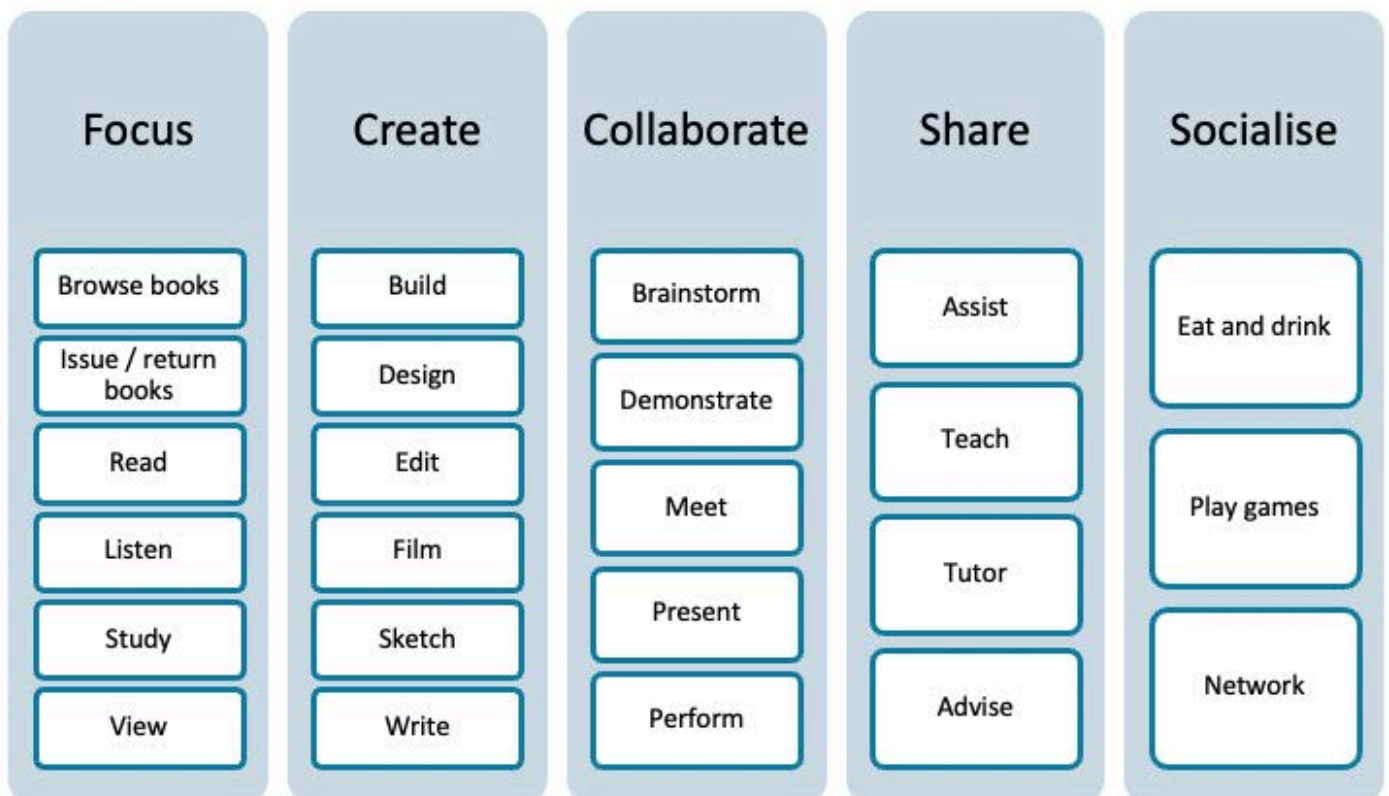 Focus
Browse books
Issue / return
books
Read
Listen
Study
View
Create
Build
Design
Edit
Film
Sketch
Write
Collaborate
Brainstorm
Demonstrate
Meet
Present
Perform
Share
Assist
Teach
Tutor
Advise
Socialise
Eat and drink
Play games
Network